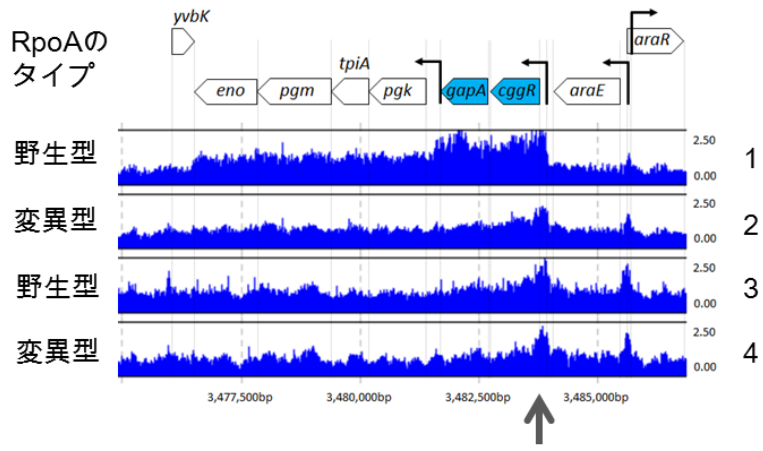 yvbK
RpoAの
タイプ
araR
tpiA
eno
pgm
pgk
gapA
cggR
araE
野生型
2.50
0.00
1
変異型
2.50
0.00
2
野生型
2.50
0.00
3
変異型
2.50
0.00
4
3,477,500bp
3,480,000bp
3,482,500bp
3,485,000bp